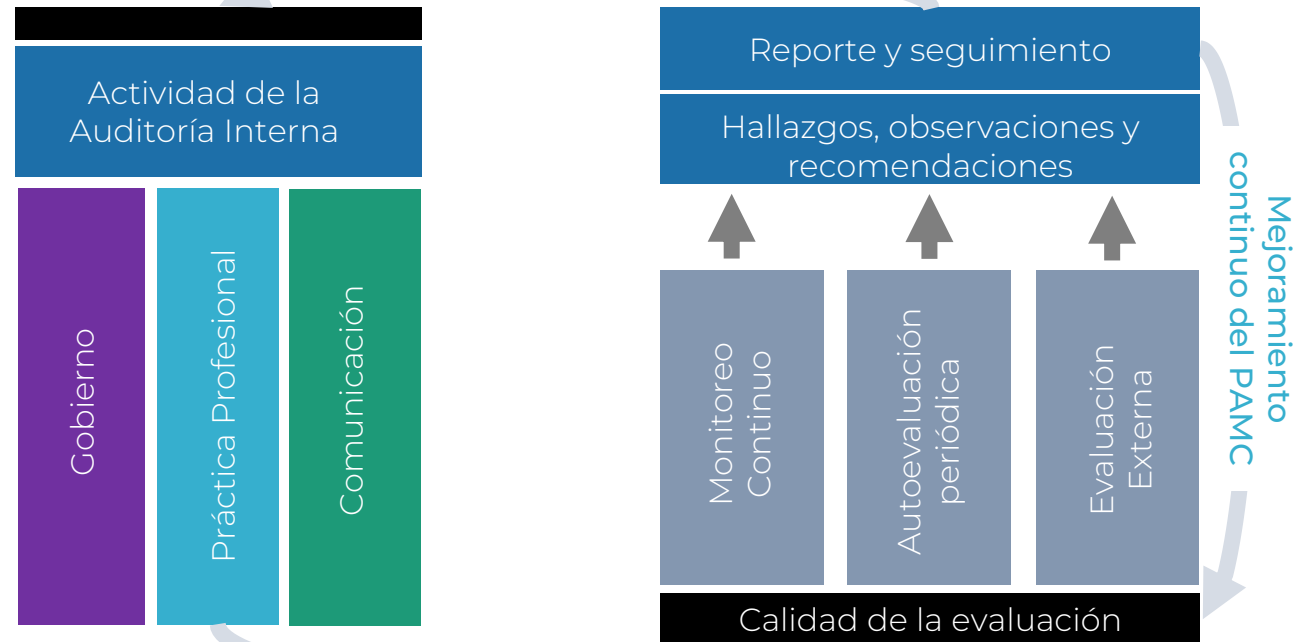 Actividad de la
Auditoría Interna
Gobierno
Práctica Profesional
Comunicación
Reporte y seguimiento
Hallazgos, observaciones y
recomendaciones
Monitoreo
Continuo
Autoevaluación
periódica
Evaluación
Externa
Calidad de la evaluación
Mejoramiento
continuo del PAMC